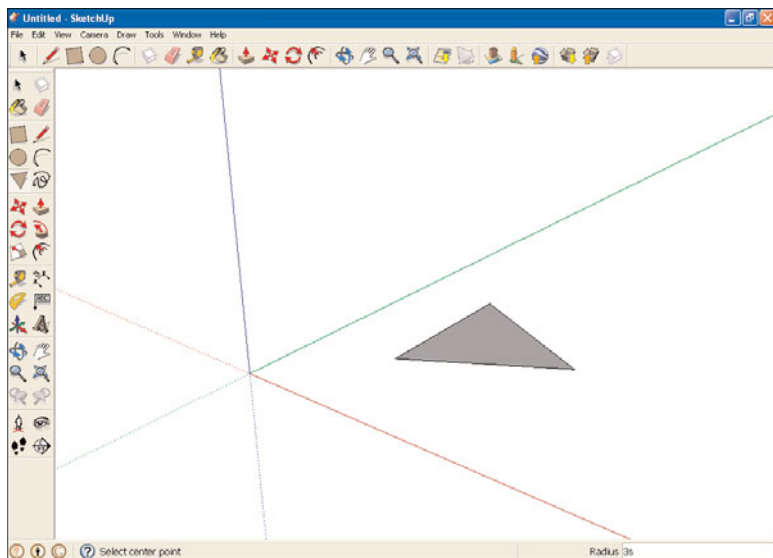 Untitled - SketchUp
File Edit View Camera Draw Tools Window Help
Select center point
Radius 3s